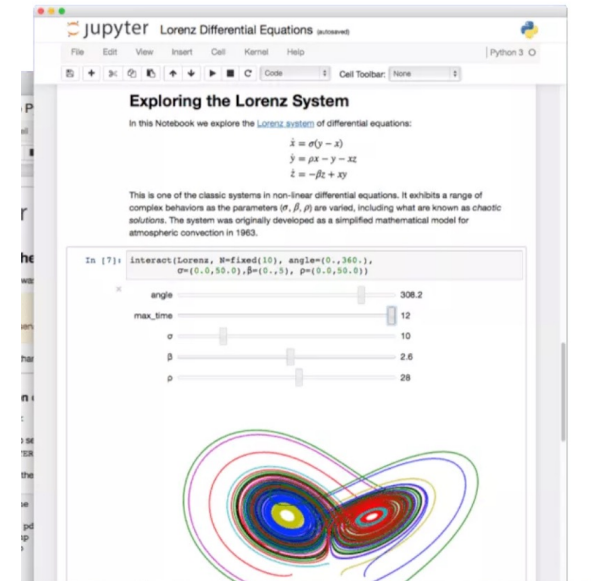 jupyter Lorenz Differential Equations (autosaved)
File Edit View Insert Cell Kernel Help Python 3
Code Cell Toolbar: None
Exploring the Lorenz System
In this Notebook we explore the Lorenz system of differential equations:
ẋ = σ(y − x)
ẏ = ρx − y − xz
ż = −βz + xy
This is one of the classic systems in non-linear differential equations. It exhibits a range of
complex behaviors as the parameters (σ, β, ρ) are varied, including what are known as chaotic
solutions. The system was originally developed as a simplified mathematical model for
atmospheric convection in 1963.
In [7]: interact(Lorenz, N=fixed(10), angle=(0.,360.),
σ=(0.0,50.0),β=(0.,5), ρ=(0.0,50.0))
angle 308.2
max_time 12
σ 10
β 2.6
ρ 28